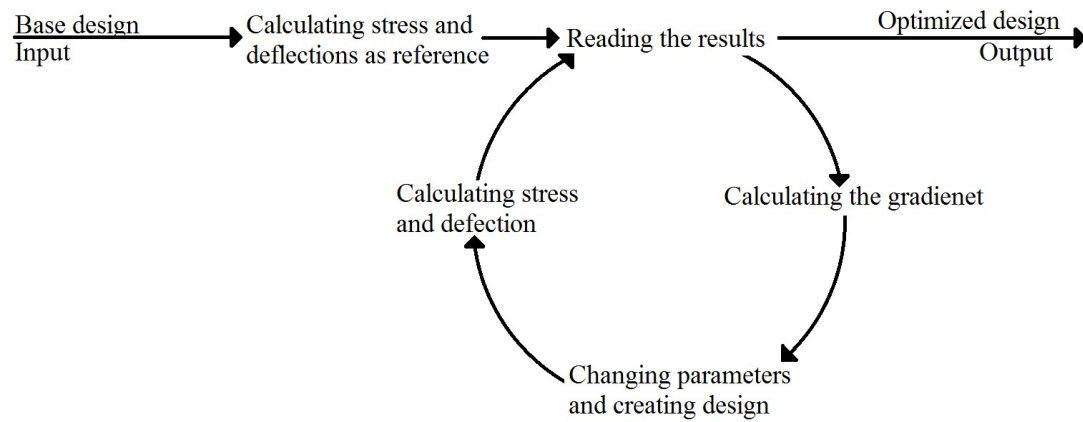 Base design
Input
Calculating stress and
deflections as reference
Reading the results
Optimized design
Output
Calculating the gradienet
Changing parameters
and creating design
Calculating stress
and defection